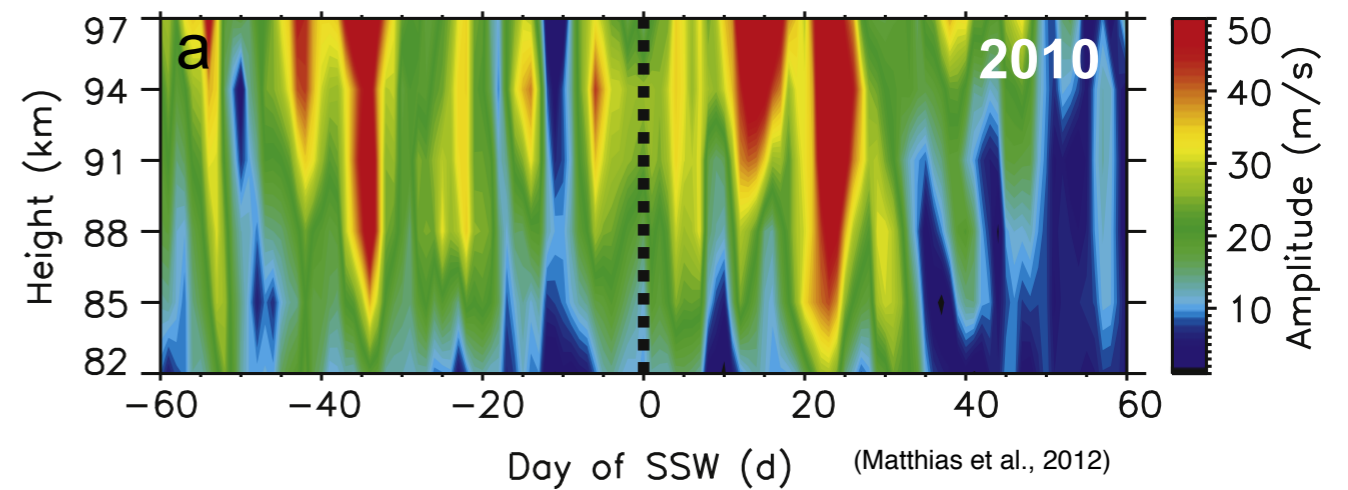 a
2010
97
94
91
88
85
82
Height (km)
−60 −40 −20 0 20 40 60
Day of SSW (d)
(Matthias et al., 2012)
50
40
30
20
10
Amplitude (m/s)